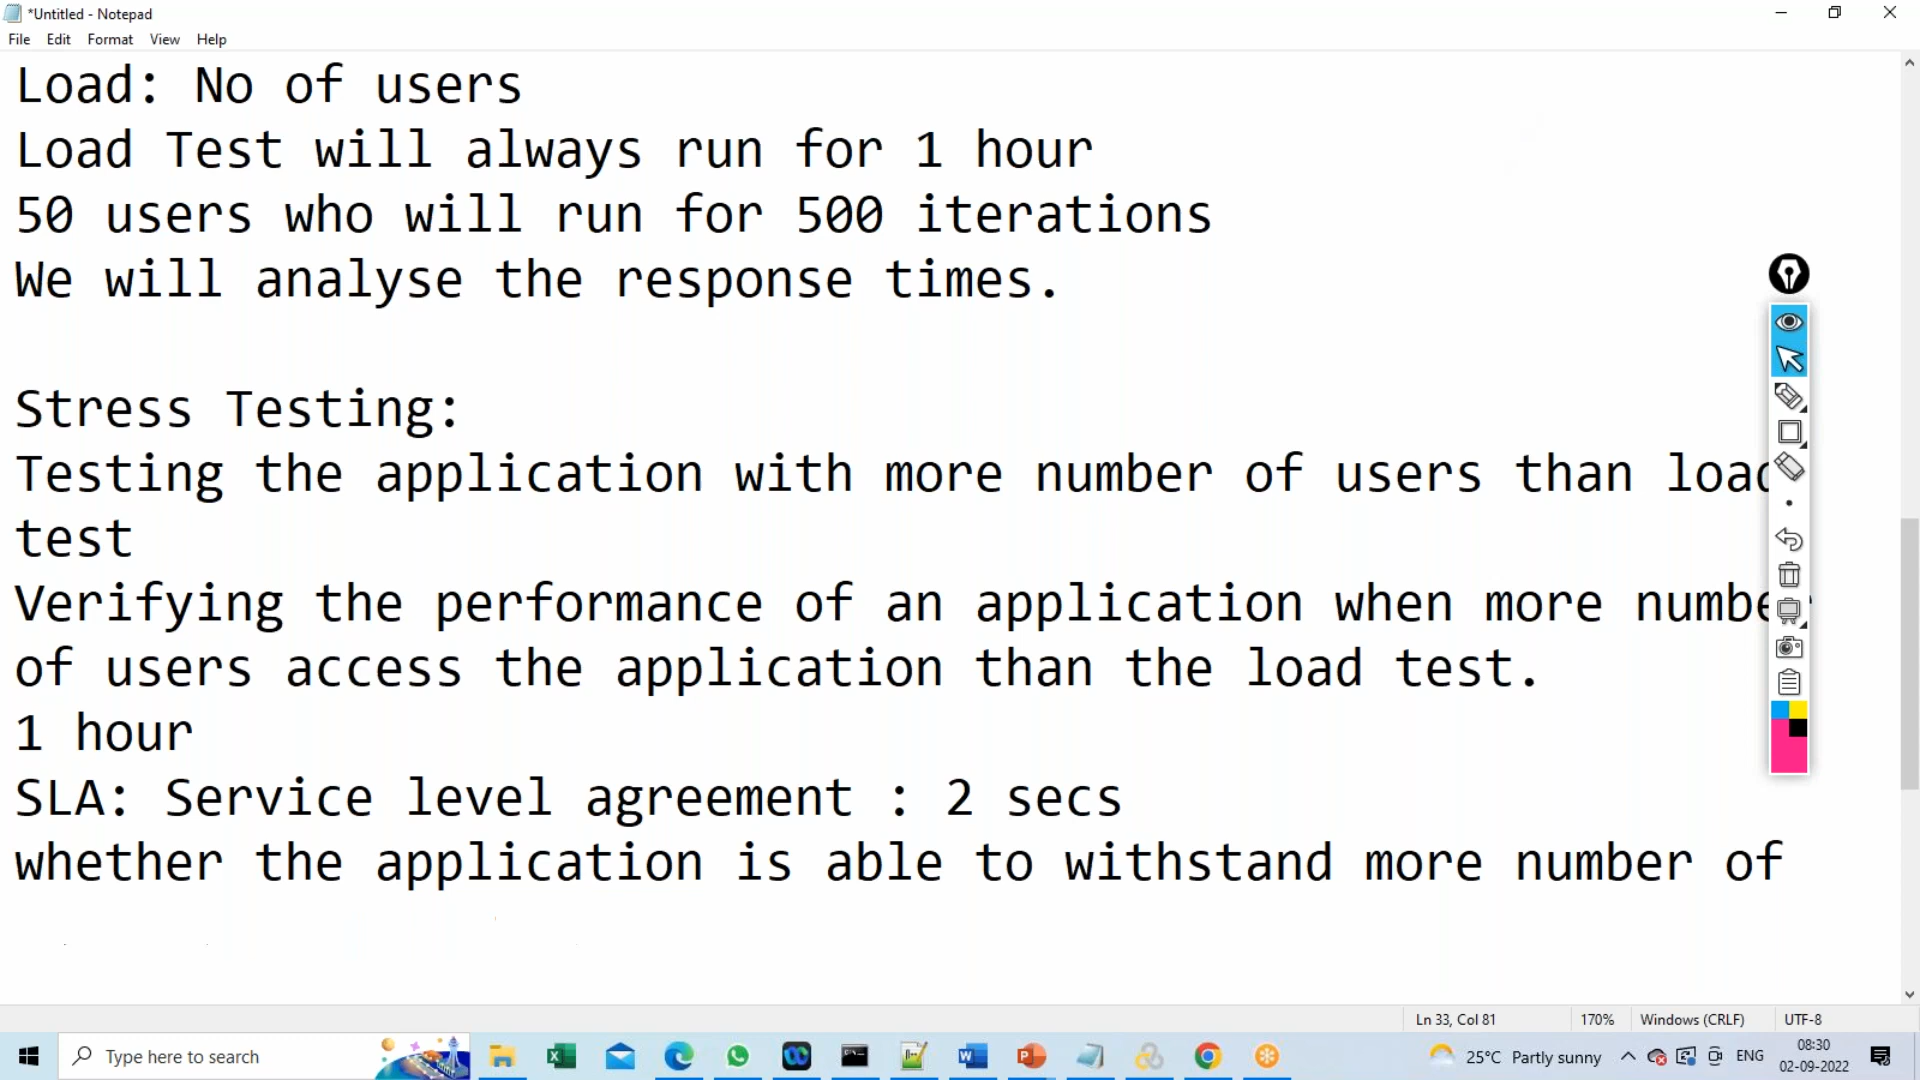 *Untitled - Notepad
File Edit Format View Help
Load: No of users
Load Test will always run for 1 hour
50 users who will run for 500 iterations
We will analyse the response times.
Stress Testing:
Testing the application with more number of users than load
test
Verifying the performance of an application when more number
of users access the application than the load test.
1 hour
SLA: Service level agreement : 2 secs
whether the application is able to withstand more number of
Ln 33, Col 81 170% Windows (CRLF) UTF-8
Type here to search
25°C Partly sunny ENG
08:30
02-09-2022